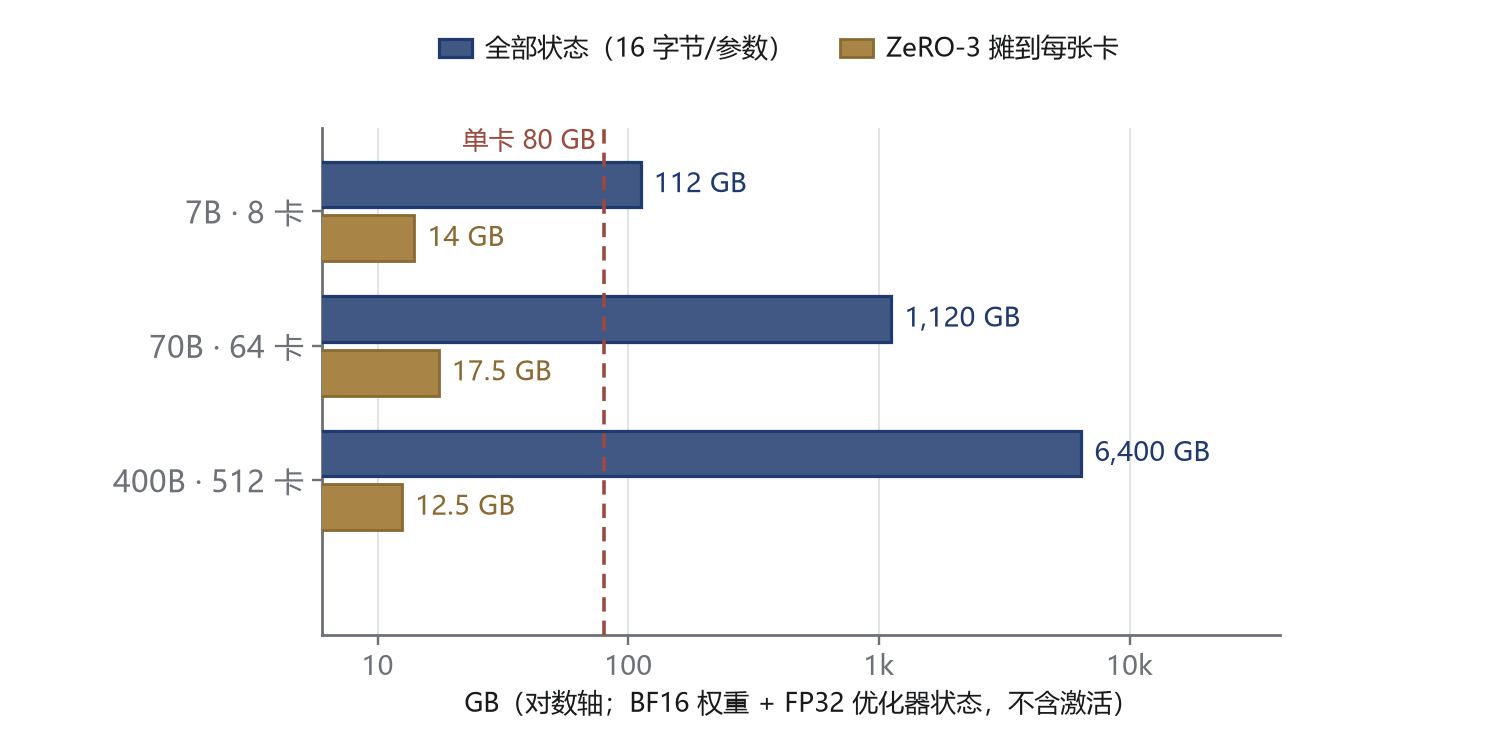 全部状态（16 字节/参数）
ZeRO-3 摊到每张卡
单卡 80 GB
7B · 8 卡
112 GB
14 GB
70B · 64 卡
1,120 GB
17.5 GB
400B · 512 卡
6,400 GB
12.5 GB
10
100
1k
10k
GB（对数轴；BF16 权重 + FP32 优化器状态，不含激活）